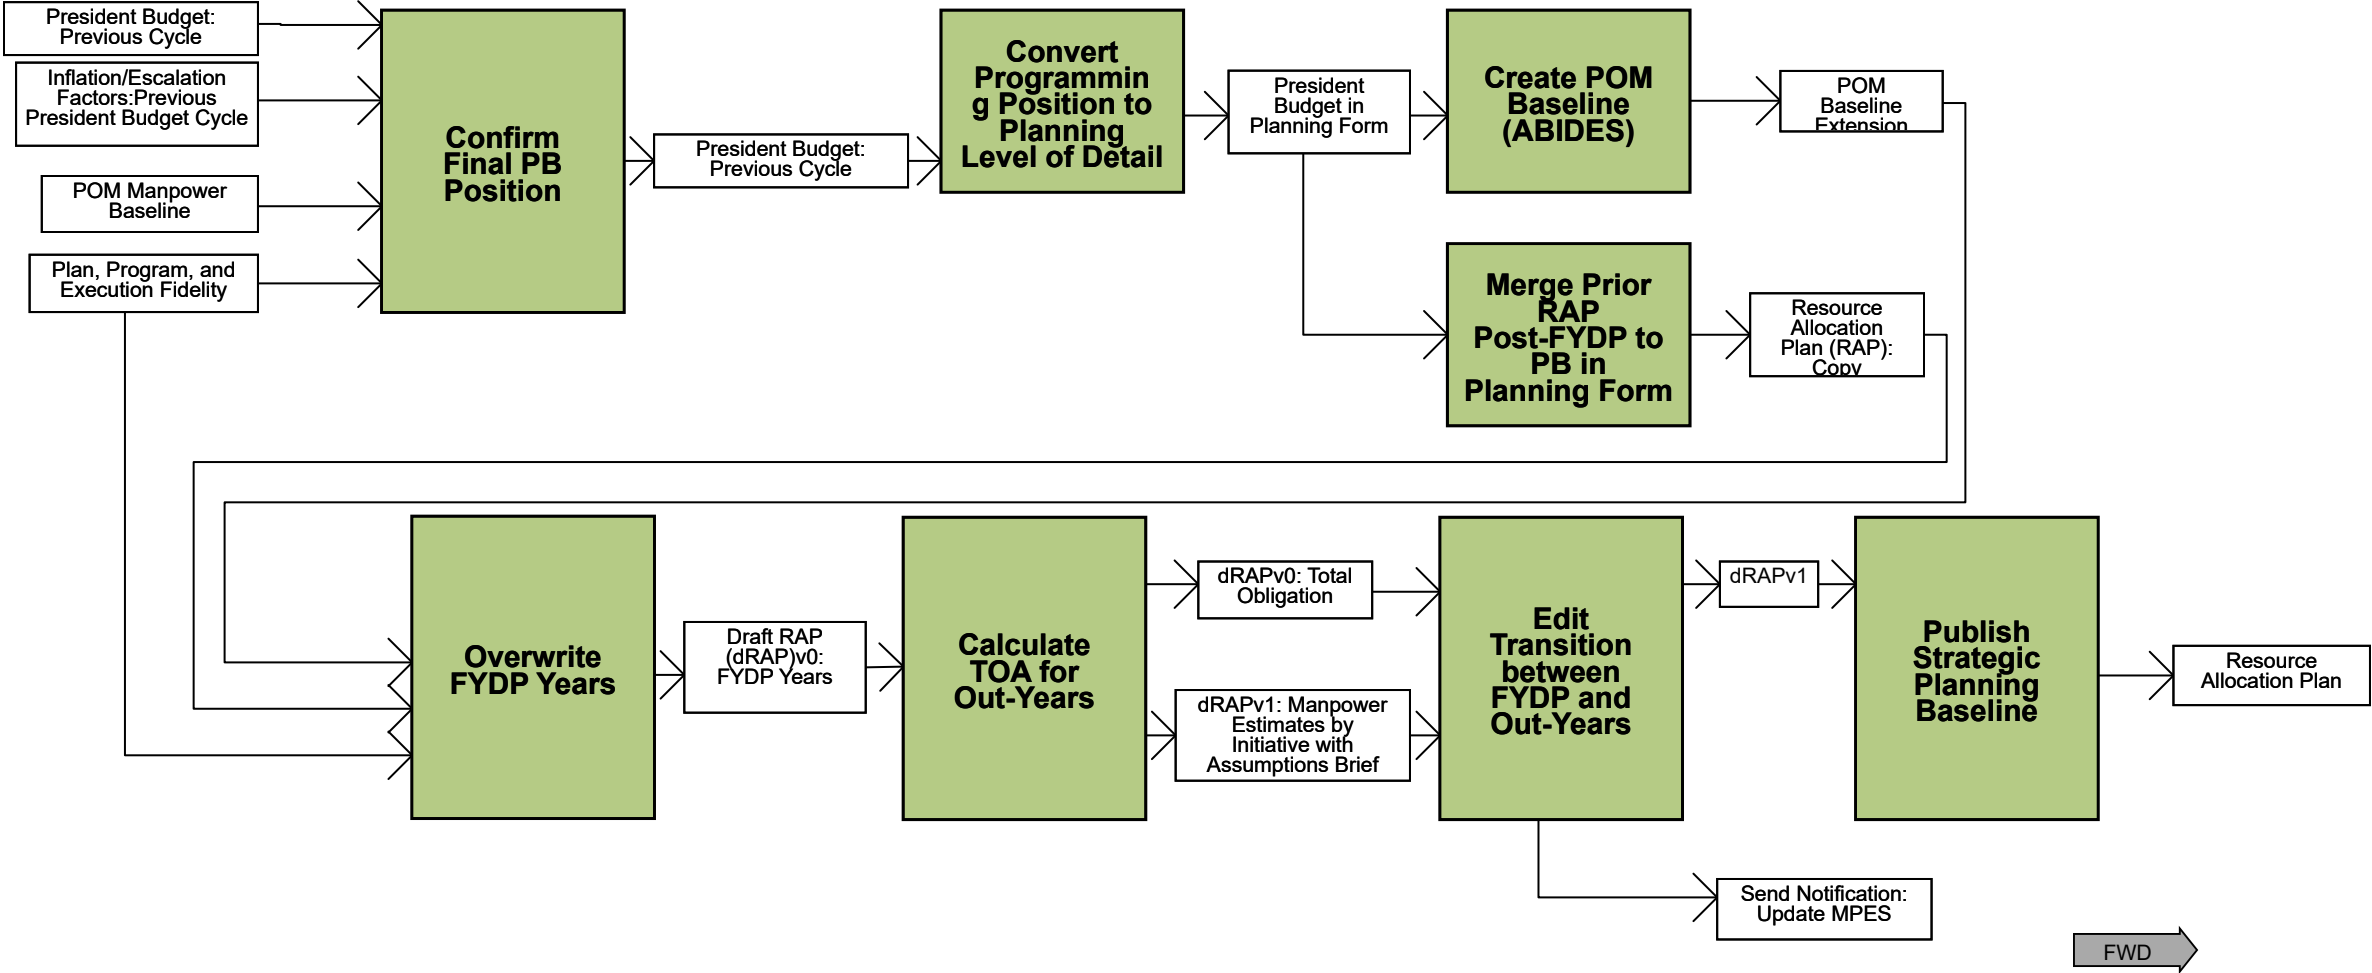 President Budget:
Previous Cycle
Inflation/Escalation
Factors:Previous
President Budget Cycle
POM Manpower
Baseline
Plan, Program, and
Execution Fidelity
Confirm
Final PB
Position
President Budget:
Previous Cycle
Convert
Programmin
g Position to
Planning
Level of Detail
President
Budget in
Planning Form
Create POM
Baseline
(ABIDES)
POM
Baseline
Extension
Merge Prior
RAP
Post-FYDP to
PB in
Planning Form
Resource
Allocation
Plan (RAP):
Copy
Overwrite
FYDP Years
Draft RAP
(dRAP)v0:
FYDP Years
Calculate
TOA for
Out-Years
dRAPv0: Total
Obligation
dRAPv1: Manpower
Estimates by
Initiative with
Assumptions Brief
Edit
Transition
between
FYDP and
Out-Years
dRAPv1
Publish
Strategic
Planning
Baseline
Resource
Allocation Plan
Send Notification:
Update MPES
FWD